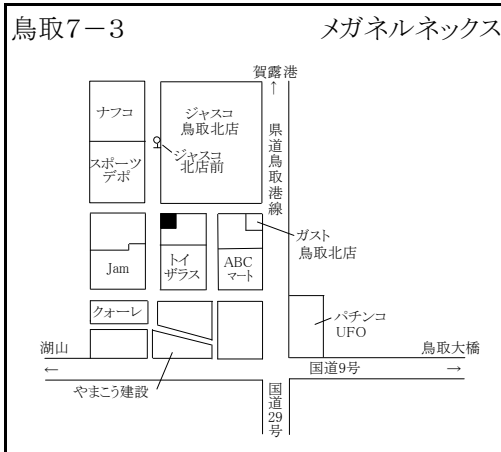 鳥取7－3
メガネルネックス
賀露港
↑
ナフコ
ジャスコ
鳥取北店
県道鳥取港線
スポーツ
デポ
ジャスコ
北店前
ガスト
鳥取北店
Jam
トイ
ザラス
ABC
マート
クォーレ
パチンコ
UFO
湖山
←
鳥取大橋
→
国道9号
やまこう建設
国道29号